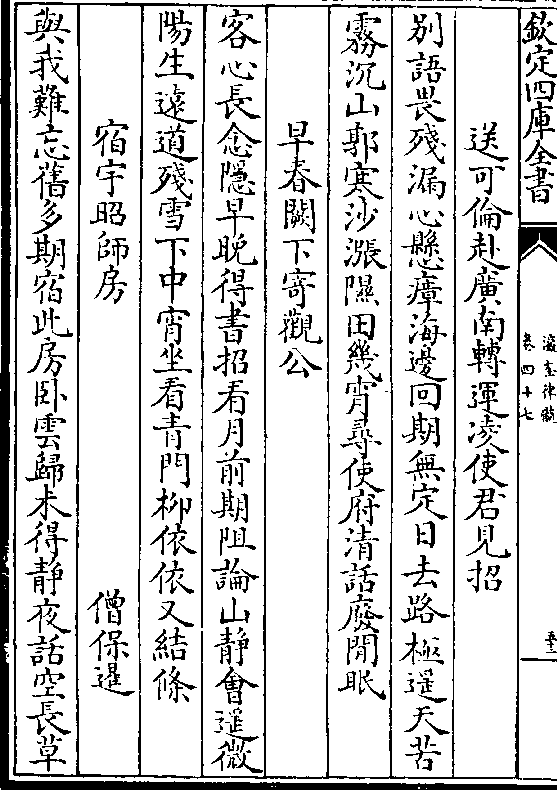 欽定四庫全書
瀛奎律髓
卷四十七
送可倫赴廣南轉運凌使君見招
別語畏殘漏心懸瘴海邊回期無定日去路極遥天苦
霧沉山郭寒沙漲隰田幾宵尋使府清話廢閒眠
早春闕下寄觀公
客心長念隱早晚得書招看月前期阻論山静會遥微
陽生遠道殘雪下中宵坐看青門柳依依又結條
宿宇昭師房
僧保暹
與我難忘舊多期宿此房卧雲歸未得静夜話空長草